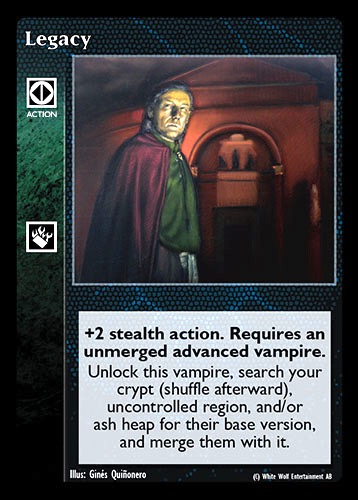 Legacy
ACTION
+2 stealth action. Requires an
unmerged advanced vampire.
Unlock this vampire, search your
crypt (shuffle afterward),
uncontrolled region, and/or
ash heap for their base version,
and merge them with it.
Illus: Ginés Quiñonero
(C) White Wolf Entertainment AB